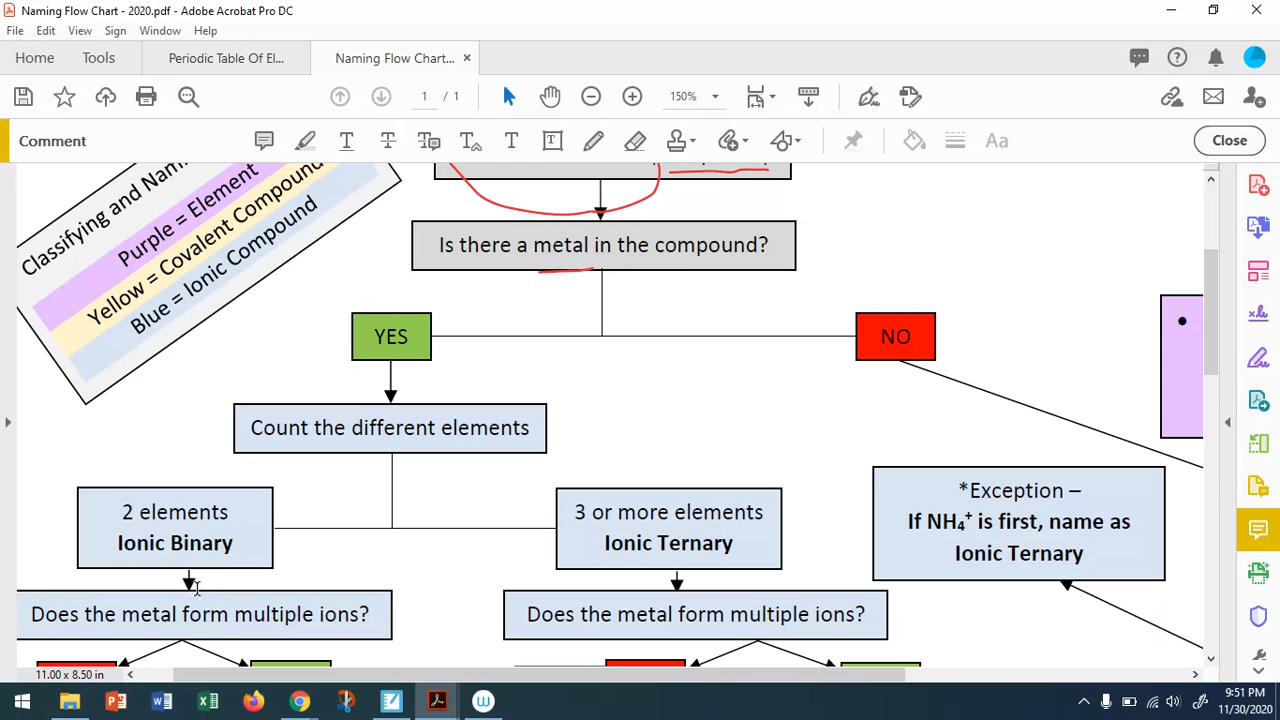 Naming Flow Chart - 2020.pdf - Adobe Acrobat Pro DC
File Edit View Sign Window Help
Home Tools Periodic Table Of El... Naming Flow Chart... ×
1 / 1 150%
Comment Close
Classifying and Nami
Purple = Element
Yellow = Covalent Compound
Blue = Ionic Compound
Is there a metal in the compound?
YES
NO
Count the different elements
2 elements
Ionic Binary
3 or more elements
Ionic Ternary
*Exception –
If NH₄⁺ is first, name as
Ionic Ternary
Does the metal form multiple ions?
Does the metal form multiple ions?
11.00 x 8.50 in
9:51 PM
11/30/2020